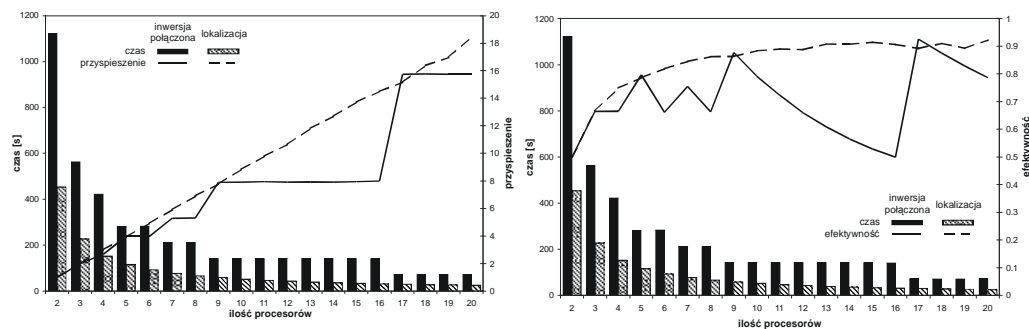 1200
1000
800
600
400
200
0
czas [s]
inwersja połączona
lokalizacja
czas
przyspieszenie
20
18
16
14
12
10
8
6
4
2
0
przyspieszenie
2 3 4 5 6 7 8 9 10 11 12 13 14 15 16 17 18 19 20
ilość procesorów
1200
1000
800
600
400
200
0
czas [s]
1
0.9
0.8
0.7
0.6
0.5
0.4
0.3
0.2
0.1
0
efektywność
inwersja połączona
lokalizacja
czas
efektywność
2 3 4 5 6 7 8 9 10 11 12 13 14 15 16 17 18 19 20
ilość procesorów